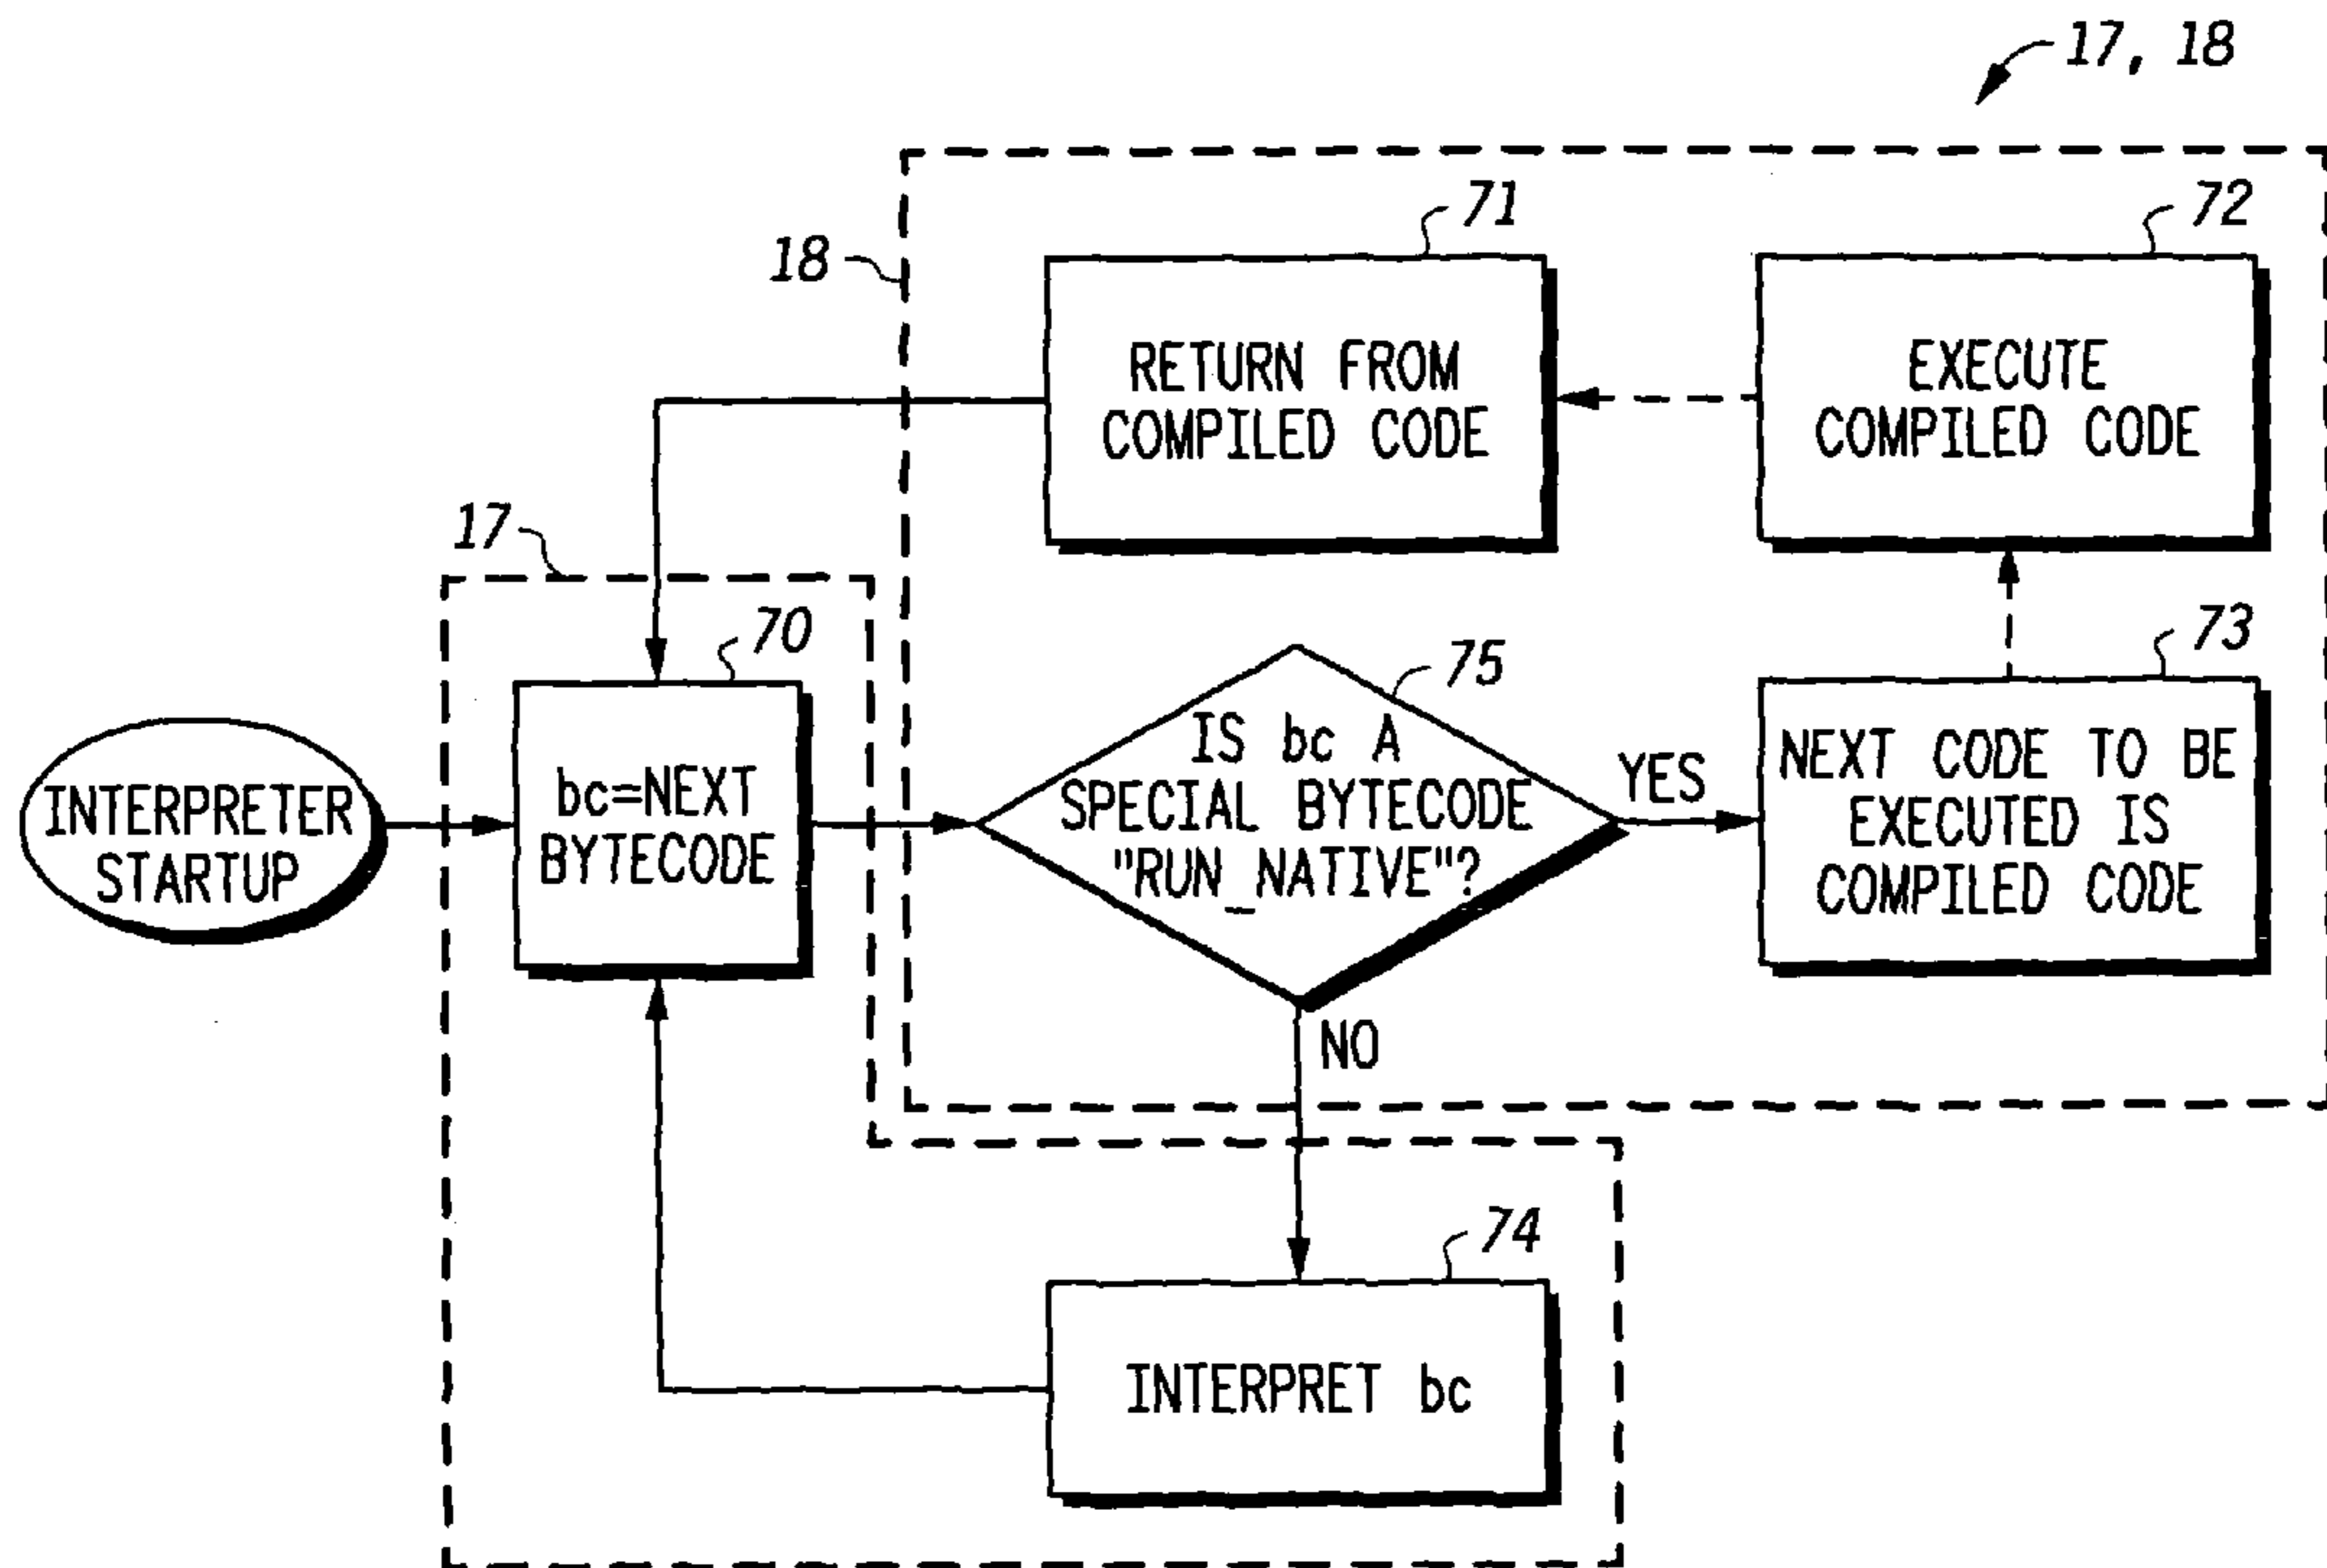 17, 18
18
71
RETURN FROM
COMPILED CODE
72
EXECUTE
COMPILED CODE
17
70
bc=NEXT
BYTECODE
INTERPRETER
STARTUP
75
IS bc A
SPECIAL BYTECODE
"RUN_NATIVE"?
YES
NO
73
NEXT CODE TO BE
EXECUTED IS
COMPILED CODE
74
INTERPRET bc